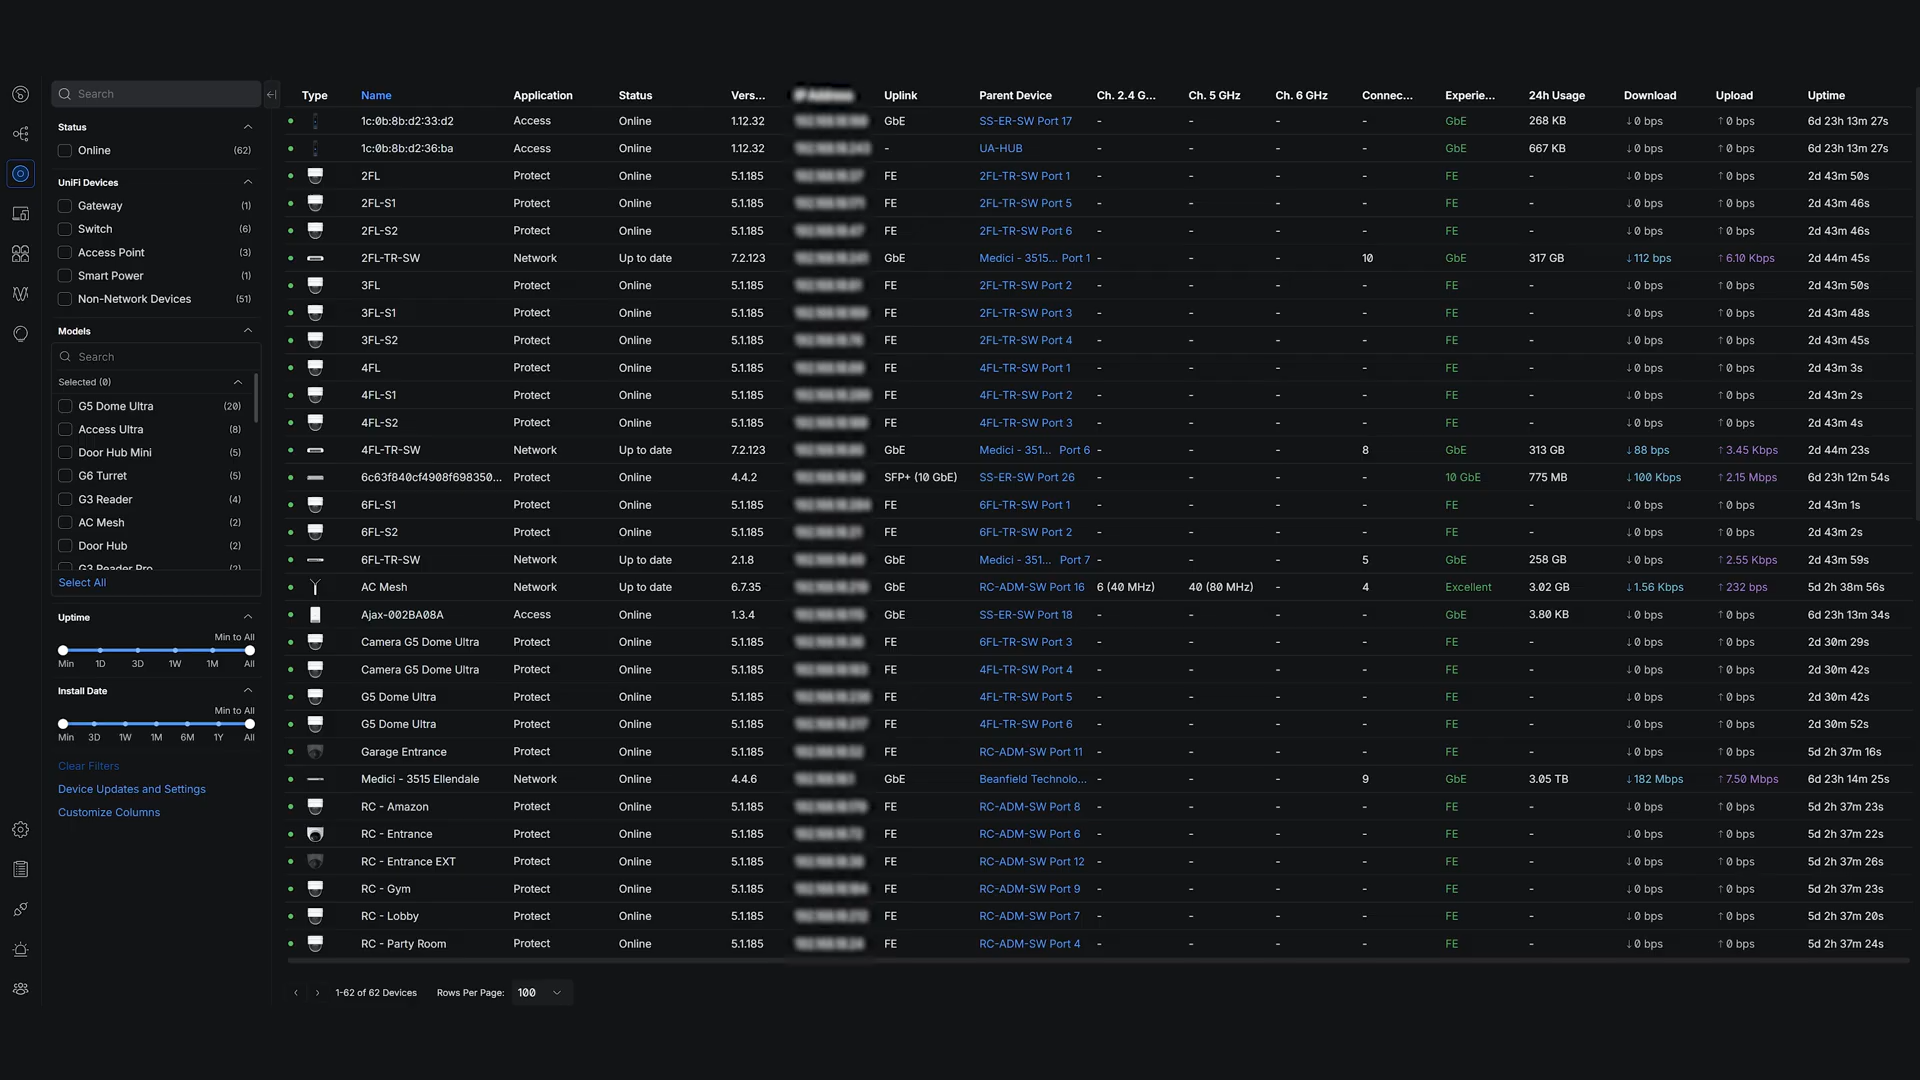 Search
Status
Online (62)
UniFi Devices
Gateway (1)
Switch (6)
Access Point (3)
Smart Power (1)
Non-Network Devices (51)
Models
Search
Selected (0)
G5 Dome Ultra (20)
Access Ultra (8)
Door Hub Mini (5)
G6 Turret (5)
G3 Reader (4)
AC Mesh (2)
Door Hub (2)
G3 Reader Pro (2)
Select All
Uptime
Min to All
Min 1D 3D 1W 1M All
Install Date
Min to All
Min 3D 1W 1M 6M 1Y All
Clear Filters
Device Updates and Settings
Customize Columns
Type Name Application Status Vers... IP Address Uplink Parent Device Ch. 2.4 G... Ch. 5 GHz Ch. 6 GHz Connec... Experie... 24h Usage Download Upload Uptime
1c:0b:8b:d2:33:d2 Access Online 1.12.32 GbE SS-ER-SW Port 17 - - - - GbE 268 KB ↓0 bps ↑0 bps 6d 23h 13m 27s
1c:0b:8b:d2:36:ba Access Online 1.12.32 - UA-HUB - - - - GbE 667 KB ↓0 bps ↑0 bps 6d 23h 13m 27s
2FL Protect Online 5.1.185 FE 2FL-TR-SW Port 1 - - - - FE - ↓0 bps ↑0 bps 2d 43m 50s
2FL-S1 Protect Online 5.1.185 FE 2FL-TR-SW Port 5 - - - - FE - ↓0 bps ↑0 bps 2d 43m 46s
2FL-S2 Protect Online 5.1.185 FE 2FL-TR-SW Port 6 - - - - FE - ↓0 bps ↑0 bps 2d 43m 46s
2FL-TR-SW Network Up to date 7.2.123 GbE Medici - 3515... Port 1 - - - 10 GbE 317 GB ↓112 bps ↑6.10 Kbps 2d 44m 45s
3FL Protect Online 5.1.185 FE 2FL-TR-SW Port 2 - - - - FE - ↓0 bps ↑0 bps 2d 43m 50s
3FL-S1 Protect Online 5.1.185 FE 2FL-TR-SW Port 3 - - - - FE - ↓0 bps ↑0 bps 2d 43m 48s
3FL-S2 Protect Online 5.1.185 FE 2FL-TR-SW Port 4 - - - - FE - ↓0 bps ↑0 bps 2d 43m 45s
4FL Protect Online 5.1.185 FE 4FL-TR-SW Port 1 - - - - FE - ↓0 bps ↑0 bps 2d 43m 3s
4FL-S1 Protect Online 5.1.185 FE 4FL-TR-SW Port 2 - - - - FE - ↓0 bps ↑0 bps 2d 43m 2s
4FL-S2 Protect Online 5.1.185 FE 4FL-TR-SW Port 3 - - - - FE - ↓0 bps ↑0 bps 2d 43m 4s
4FL-TR-SW Network Up to date 7.2.123 GbE Medici - 351... Port 6 - - - 8 GbE 313 GB ↓88 bps ↑3.45 Kbps 2d 44m 23s
6c63f840cf4908f698350... Protect Online 4.4.2 SFP+ (10 GbE) SS-ER-SW Port 26 - - - - 10 GbE 775 MB ↓100 Kbps ↑2.15 Mbps 6d 23h 12m 54s
6FL-S1 Protect Online 5.1.185 FE 6FL-TR-SW Port 1 - - - - FE - ↓0 bps ↑0 bps 2d 43m 1s
6FL-S2 Protect Online 5.1.185 FE 6FL-TR-SW Port 2 - - - - FE - ↓0 bps ↑0 bps 2d 43m 2s
6FL-TR-SW Network Up to date 2.1.8 GbE Medici - 351... Port 7 - - - 5 GbE 258 GB ↓0 bps ↑2.55 Kbps 2d 43m 59s
AC Mesh Network Up to date 6.7.35 GbE RC-ADM-SW Port 16 6 (40 MHz) 40 (80 MHz) - 4 Excellent 3.02 GB ↓1.56 Kbps ↑232 bps 5d 2h 38m 56s
Ajax-002BA08A Access Online 1.3.4 GbE SS-ER-SW Port 18 - - - - GbE 3.80 KB ↓0 bps ↑0 bps 6d 23h 13m 34s
Camera G5 Dome Ultra Protect Online 5.1.185 FE 6FL-TR-SW Port 3 - - - - FE - ↓0 bps ↑0 bps 2d 30m 29s
Camera G5 Dome Ultra Protect Online 5.1.185 FE 4FL-TR-SW Port 4 - - - - FE - ↓0 bps ↑0 bps 2d 30m 42s
G5 Dome Ultra Protect Online 5.1.185 FE 4FL-TR-SW Port 5 - - - - FE - ↓0 bps ↑0 bps 2d 30m 42s
G5 Dome Ultra Protect Online 5.1.185 FE 4FL-TR-SW Port 6 - - - - FE - ↓0 bps ↑0 bps 2d 30m 52s
Garage Entrance Protect Online 5.1.185 FE RC-ADM-SW Port 11 - - - - FE - ↓0 bps ↑0 bps 5d 2h 37m 16s
Medici - 3515 Ellendale Network Online 4.4.6 GbE Beanfield Technolo... - - - 9 GbE 3.05 TB ↓182 Mbps ↑7.50 Mbps 6d 23h 14m 25s
RC - Amazon Protect Online 5.1.185 FE RC-ADM-SW Port 8 - - - - FE - ↓0 bps ↑0 bps 5d 2h 37m 23s
RC - Entrance Protect Online 5.1.185 FE RC-ADM-SW Port 6 - - - - FE - ↓0 bps ↑0 bps 5d 2h 37m 22s
RC - Entrance EXT Protect Online 5.1.185 FE RC-ADM-SW Port 12 - - - - FE - ↓0 bps ↑0 bps 5d 2h 37m 26s
RC - Gym Protect Online 5.1.185 FE RC-ADM-SW Port 9 - - - - FE - ↓0 bps ↑0 bps 5d 2h 37m 23s
RC - Lobby Protect Online 5.1.185 FE RC-ADM-SW Port 7 - - - - FE - ↓0 bps ↑0 bps 5d 2h 37m 20s
RC - Party Room Protect Online 5.1.185 FE RC-ADM-SW Port 4 - - - - FE - ↓0 bps ↑0 bps 5d 2h 37m 24s
1-62 of 62 Devices Rows Per Page: 100